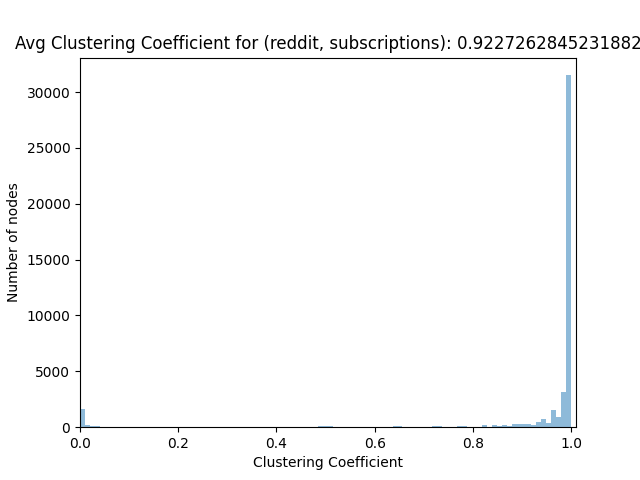 Avg Clustering Coefficient for (reddit, subscriptions): 0.9227262845231882
30000
25000
20000
15000
10000
5000
0
Number of nodes
0.0 0.2 0.4 0.6 0.8 1.0
Clustering Coefficient